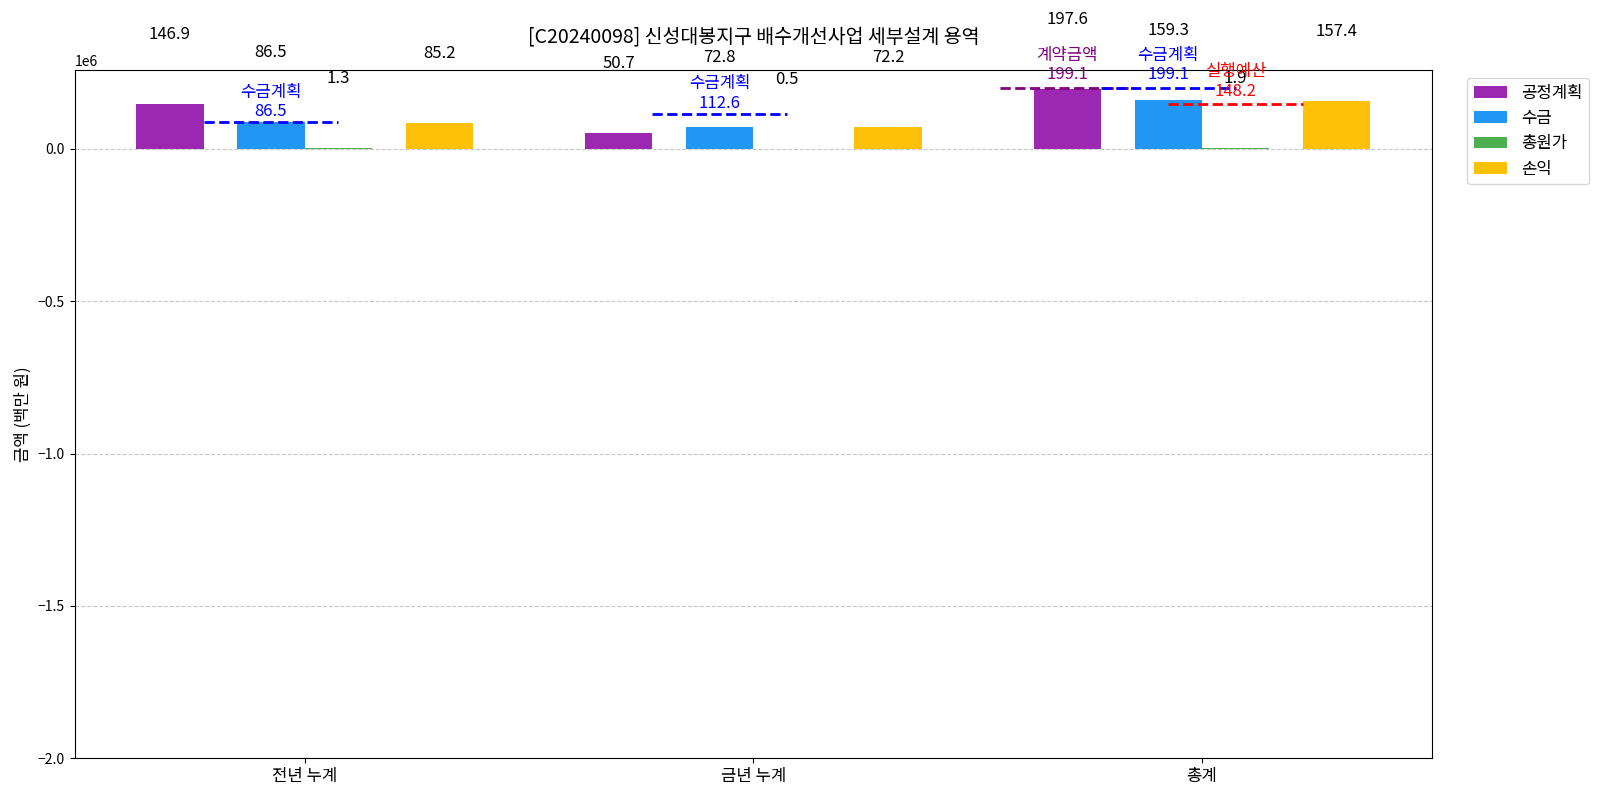 [C20240098] 신성대봉지구 배수개선사업 세부설계 용역
1e6
146.9
86.5
1.3
85.2
수금계획
86.5
50.7
72.8
0.5
72.2
수금계획
112.6
197.6
159.3
1.9
157.4
계약금액
199.1
수금계획
199.1
실행예산
148.2
공정계획
수금
총원가
손익
금액 (백만 원)
0.0
−0.5
−1.0
−1.5
−2.0
전년 누계
금년 누계
총계